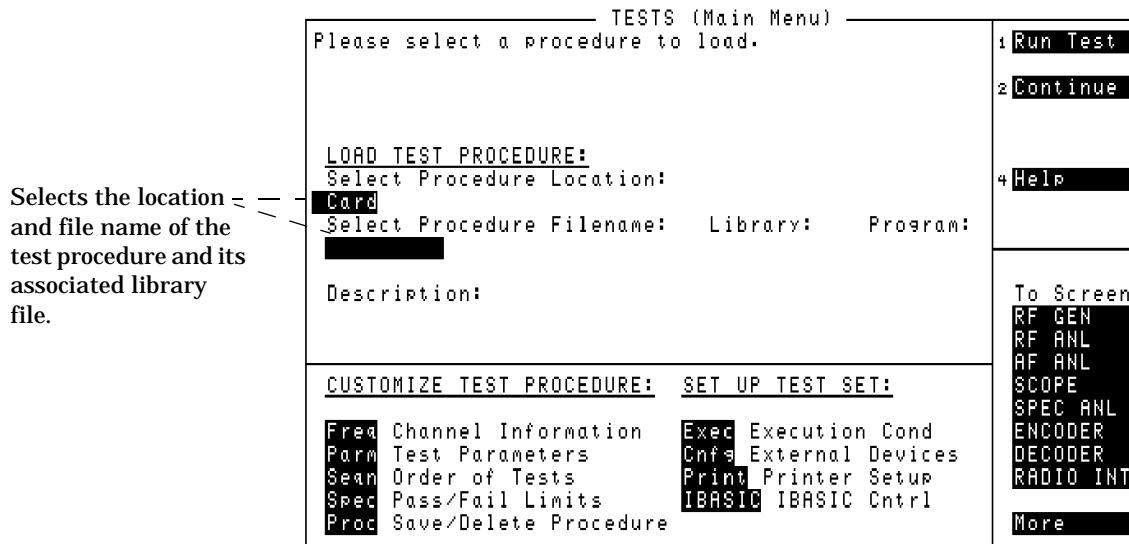 TESTS (Main Menu)
Please select a procedure to load.
LOAD TEST PROCEDURE:
Select Procedure Location:
Card
Select Procedure Filename: Library: Program:
Description:
Selects the location
and file name of the
test procedure and its
associated library
file.
CUSTOMIZE TEST PROCEDURE:
Freq Channel Information
Parm Test Parameters
Seqn Order of Tests
Spec Pass/Fail Limits
Proc Save/Delete Procedure
SET UP TEST SET:
Exec Execution Cond
Cnfg External Devices
Print Printer Setup
IBASIC IBASIC Cntrl
1 Run Test
2 Continue
4 Help
To Screen
RF GEN
RF ANL
AF ANL
SCOPE
SPEC ANL
ENCODER
DECODER
RADIO INT
More